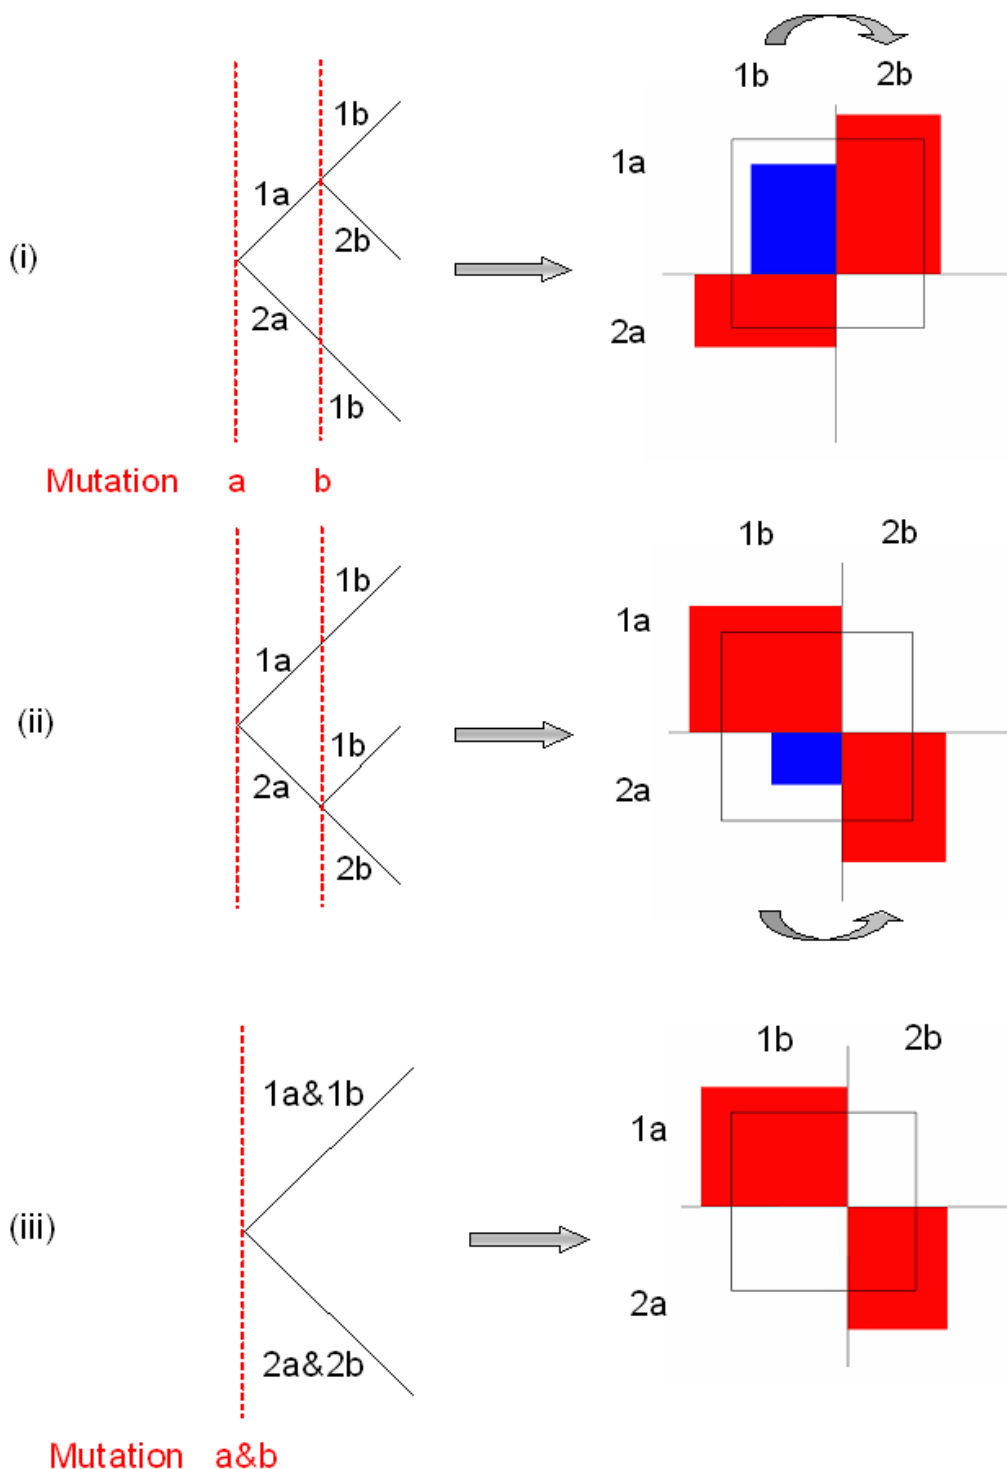 1b 2b
1b
1a 1a
(i) 2b
2a 2a
1b
Mutation a b
1b 2b
1b
1a 1a
(ii) 1b
2a 2a
2b
1b 2b
1a&1b 1a
(iii)
2a
2a&2b
Mutation a&b